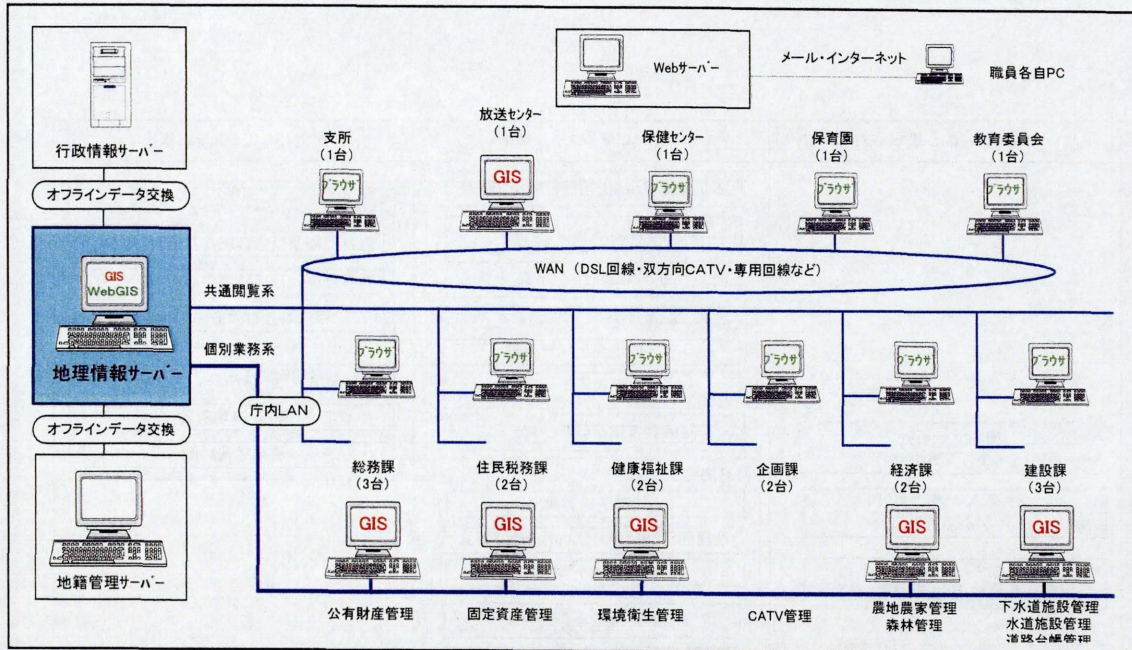 行政情報サーバー
オフラインデータ交換
GIS
WebGIS
地理情報サーバー
オフラインデータ交換
地籍管理サーバー
Webサーバー
メール・インターネット
職員各自PC
支所
(1台)
ブラウザ
放送センター
(1台)
GIS
保健センター
(1台)
ブラウザ
保育園
(1台)
ブラウザ
教育委員会
(1台)
ブラウザ
WAN (DSL回線・双方向CATV・専用回線など)
共通閲覧系
個別業務系
庁内LAN
ブラウザ
ブラウザ
ブラウザ
ブラウザ
ブラウザ
ブラウザ
総務課
(3台)
GIS
公有財産管理
住民税務課
(2台)
GIS
固定資産管理
健康福祉課
(2台)
GIS
環境衛生管理
企画課
(2台)
CATV管理
経済課
(2台)
GIS
農地農家管理
森林管理
建設課
(3台)
GIS
下水道施設管理
水道施設管理
道路台帳管理